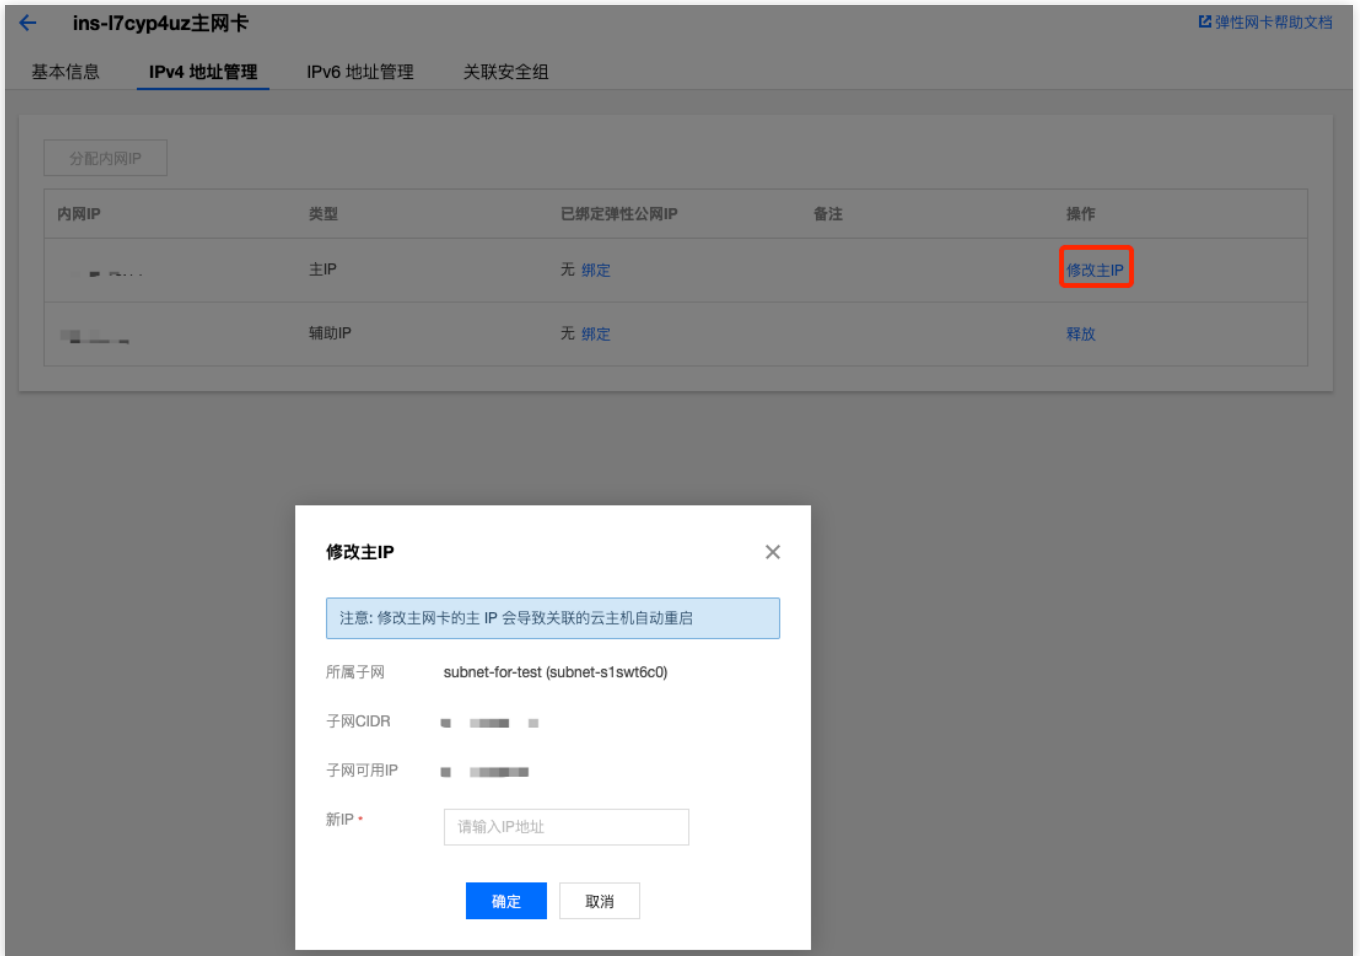 ins-l7cyp4uz主网卡
弹性网卡帮助文档
基本信息 IPv4 地址管理 IPv6 地址管理 关联安全组
分配内网IP
内网IP 类型 已绑定弹性公网IP 备注 操作
主IP 无 绑定 修改主IP
辅助IP 无 绑定 释放
修改主IP
注意: 修改主网卡的主 IP 会导致关联的云主机自动重启
所属子网 subnet-for-test (subnet-s1swt6c0)
子网CIDR
子网可用IP
新IP * 请输入IP地址
确定 取消